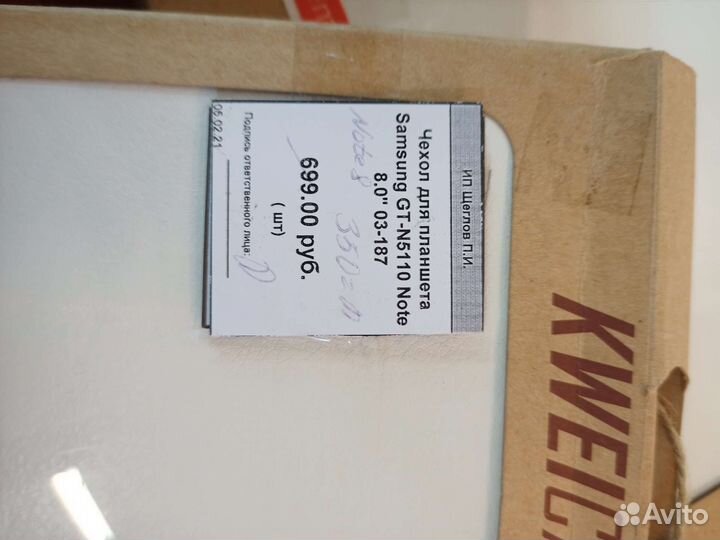 ИП Щеглов П.И.
Чехол для планшета
Samsung GT-N5110 Note
8.0" 03-187
Note 8 350=
699.00 руб.
( шт)
Подпись ответственного лица:
05.02.21
KWEIC
Avito